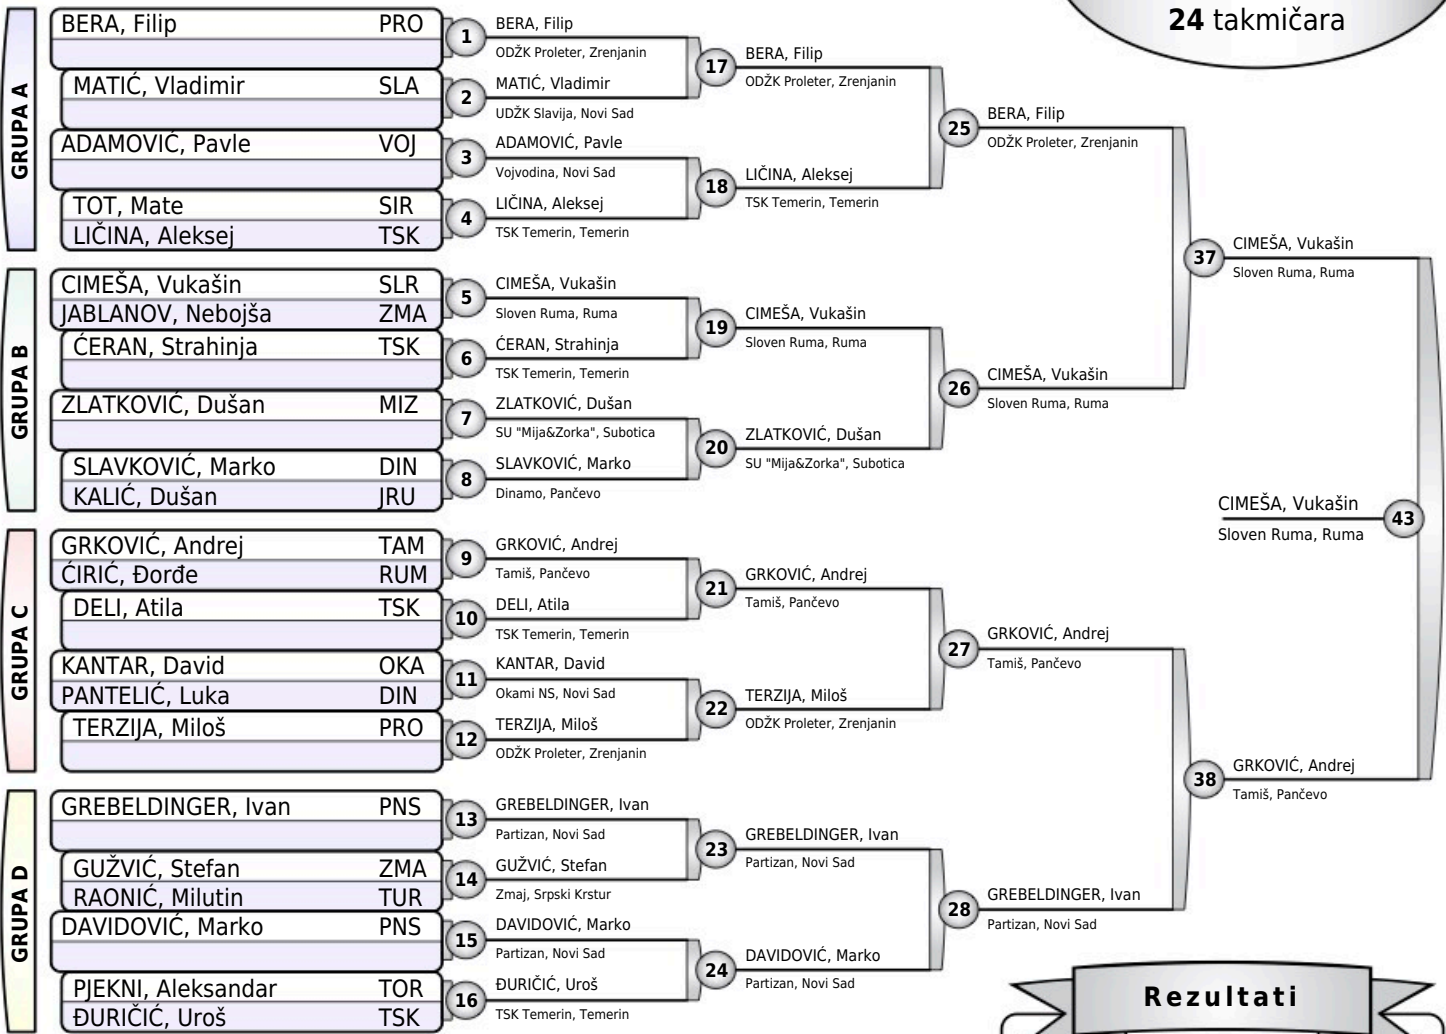 24 takmičara
GRUPA A
BERA, Filip PRO
MATIĆ, Vladimir SLA
ADAMOVIĆ, Pavle VOJ
TOT, Mate SIR
LIČINA, Aleksej TSK
GRUPA B
CIMEŠA, Vukašin SLR
JABLANOV, Nebojša ZMA
ĆERAN, Strahinja TSK
ZLATKOVIĆ, Dušan MIZ
SLAVKOVIĆ, Marko DIN
KALIĆ, Dušan JRU
GRUPA C
GRKOVIĆ, Andrej TAM
ĆIRIĆ, Đorđe RUM
DELI, Atila TSK
KANTAR, David OKA
PANTELIĆ, Luka DIN
TERZIJA, Miloš PRO
GRUPA D
GREBELDINGER, Ivan PNS
GUŽVIĆ, Stefan ZMA
RAONIĆ, Milutin TUR
DAVIDOVIĆ, Marko PNS
PJEKNI, Aleksandar TOR
ĐURIČIĆ, Uroš TSK
1
BERA, Filip
ODŽK Proleter, Zrenjanin
2
MATIĆ, Vladimir
UDŽK Slavija, Novi Sad
3
ADAMOVIĆ, Pavle
Vojvodina, Novi Sad
4
LIČINA, Aleksej
TSK Temerin, Temerin
5
CIMEŠA, Vukašin
Sloven Ruma, Ruma
6
ĆERAN, Strahinja
TSK Temerin, Temerin
7
ZLATKOVIĆ, Dušan
SU "Mija&Zorka", Subotica
8
SLAVKOVIĆ, Marko
Dinamo, Pančevo
9
GRKOVIĆ, Andrej
Tamiš, Pančevo
10
DELI, Atila
TSK Temerin, Temerin
11
KANTAR, David
Okami NS, Novi Sad
12
TERZIJA, Miloš
ODŽK Proleter, Zrenjanin
13
GREBELDINGER, Ivan
Partizan, Novi Sad
14
GUŽVIĆ, Stefan
Zmaj, Srpski Krstur
15
DAVIDOVIĆ, Marko
Partizan, Novi Sad
16
ĐURIČIĆ, Uroš
TSK Temerin, Temerin
17
BERA, Filip
ODŽK Proleter, Zrenjanin
18
LIČINA, Aleksej
TSK Temerin, Temerin
19
CIMEŠA, Vukašin
Sloven Ruma, Ruma
20
ZLATKOVIĆ, Dušan
SU "Mija&Zorka", Subotica
21
GRKOVIĆ, Andrej
Tamiš, Pančevo
22
TERZIJA, Miloš
ODŽK Proleter, Zrenjanin
23
GREBELDINGER, Ivan
Partizan, Novi Sad
24
DAVIDOVIĆ, Marko
Partizan, Novi Sad
25
BERA, Filip
ODŽK Proleter, Zrenjanin
26
CIMEŠA, Vukašin
Sloven Ruma, Ruma
27
GRKOVIĆ, Andrej
Tamiš, Pančevo
28
GREBELDINGER, Ivan
Partizan, Novi Sad
37
CIMEŠA, Vukašin
Sloven Ruma, Ruma
38
GRKOVIĆ, Andrej
Tamiš, Pančevo
CIMEŠA, Vukašin
43
Sloven Ruma, Ruma
Rezultati